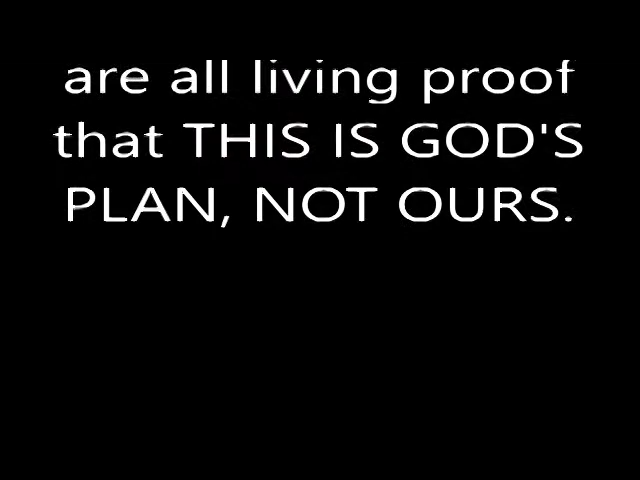 are all living proof
that THIS IS GOD'S
PLAN, NOT OURS.